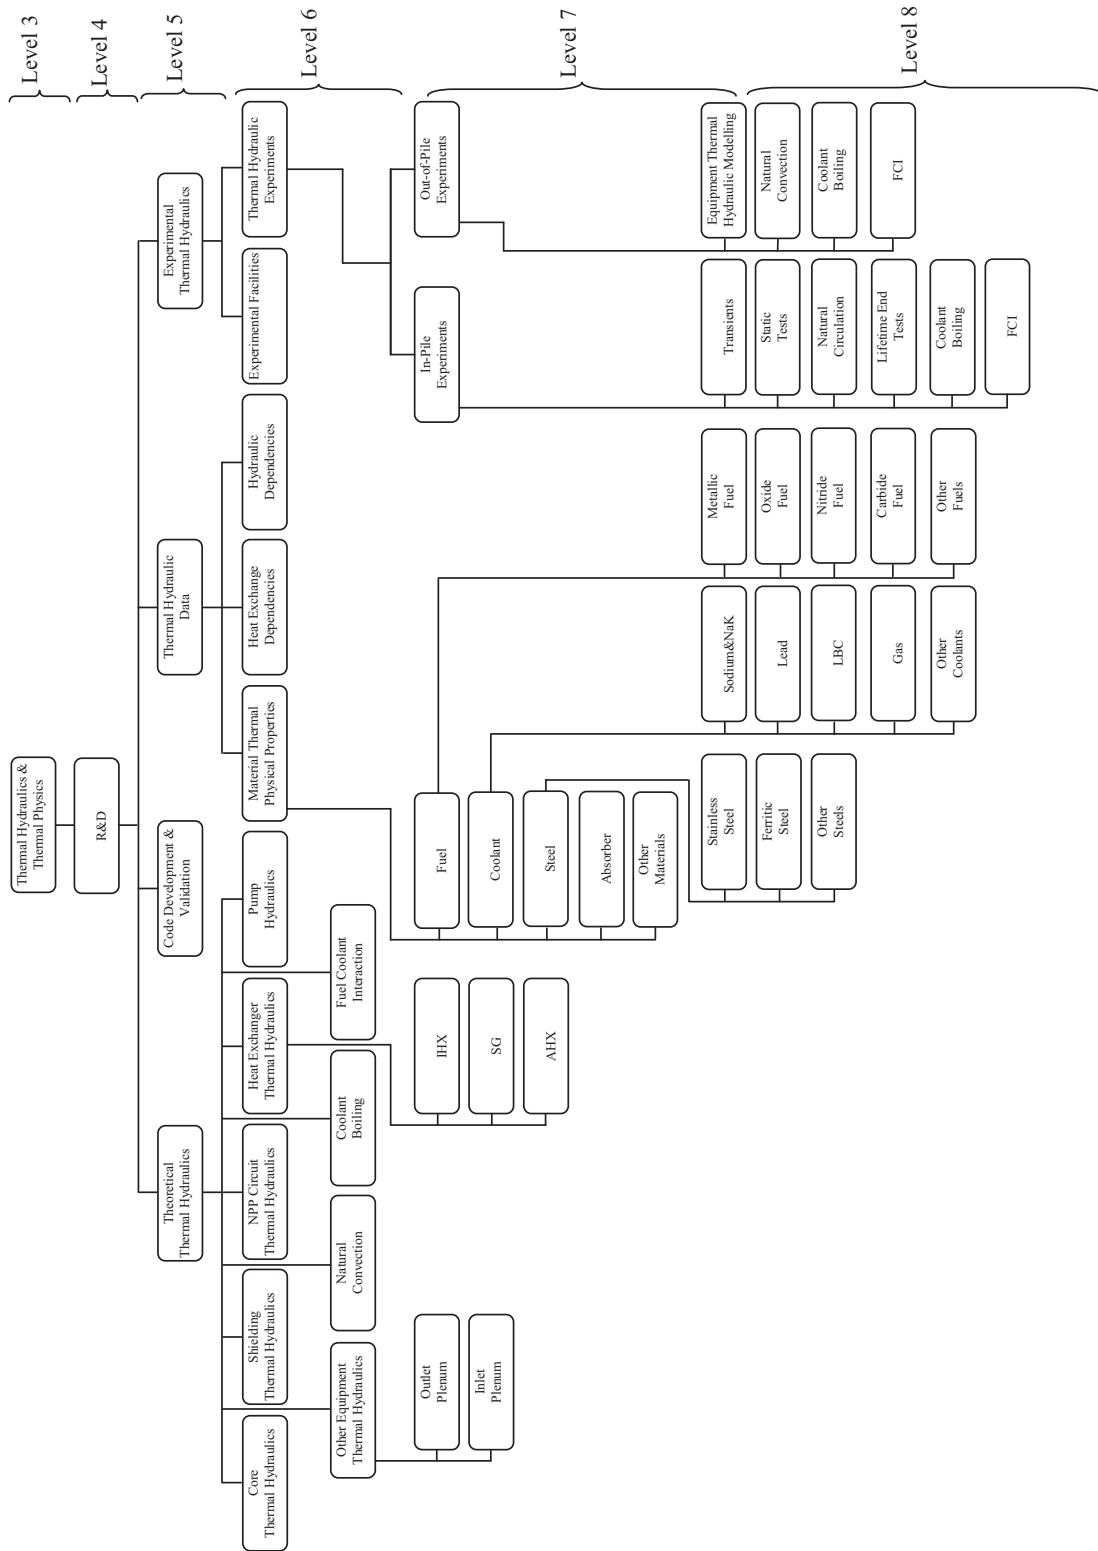 Thermal Hydraulics &
Thermal Physics
Level 3
R&D
Level 4
Theoretical
Thermal Hydraulics
Code Development &
Validation
Thermal Hydraulic
Data
Experimental
Thermal Hydraulics
Level 5
Core
Thermal Hydraulics
Shielding
Thermal Hydraulics
NPP Circuit
Thermal Hydraulics
Heat Exchanger
Thermal Hydraulics
Pump
Hydraulics
Material Thermal
Physical Properties
Heat Exchange
Dependencies
Hydraulic
Dependencies
Experimental Facilities
Thermal Hydraulic
Experiments
Level 6
Other Equipment
Thermal Hydraulics
Natural
Convection
Coolant
Boiling
Fuel Coolant
Interaction
Outlet
Plenum
Inlet
Plenum
IHX
SG
AHX
Fuel
Coolant
Steel
Absorber
Other
Materials
In-Pile
Experiments
Out-of-Pile
Experiments
Level 7
Stainless
Steel
Ferritic
Steel
Other
Steels
Sodium&NaK
Lead
LBC
Gas
Other
Coolants
Metallic
Fuel
Oxide
Fuel
Nitride
Fuel
Carbide
Fuel
Other
Fuels
Transients
Static
Tests
Natural
Circulation
Lifetime End
Tests
Coolant
Boiling
FCI
Equipment Thermal
Hydraulic Modelling
Natural
Convection
Coolant
Boiling
FCI
Level 8